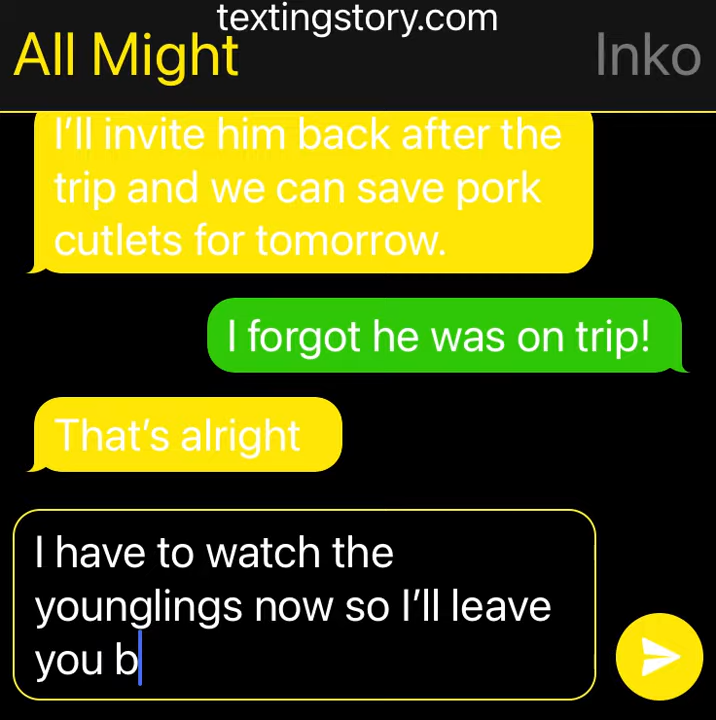 textingstory.com
All Might
Inko
I'll invite him back after the
trip and we can save pork
cutlets for tomorrow.
I forgot he was on trip!
That's alright
I have to watch the
younglings now so I'll leave
you b